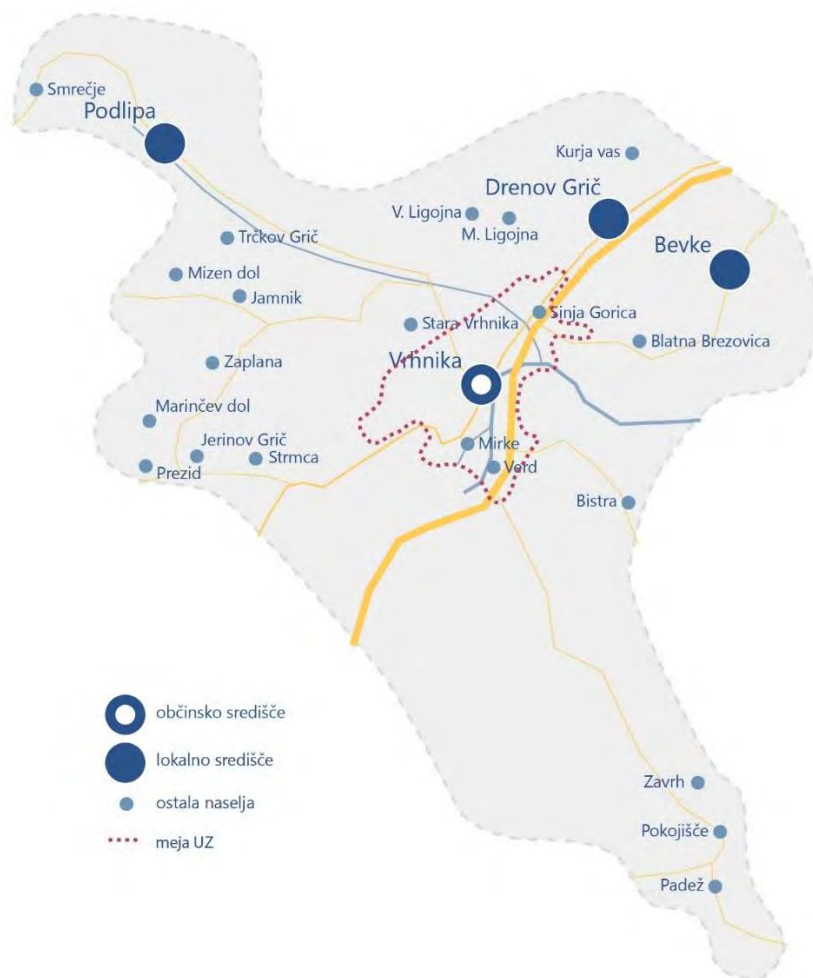 Smrečje
Podlipa
Kurja vas
Drenov Grič
V. Ligojna
M. Ligojna
Bevke
Trčkov Grič
Mizen dol
Jamnik
Sinja Gorica
Stara Vrhnika
Blatna Brezovica
Vrhnika
Zaplana
Marinčev dol
Jerinov Grič
Mirke
Strmca
Prezid
Verd
Bistra
občinsko središče
lokalno središče
Zavrh
ostala naselja
Pokojišče
meja UZ
Padež